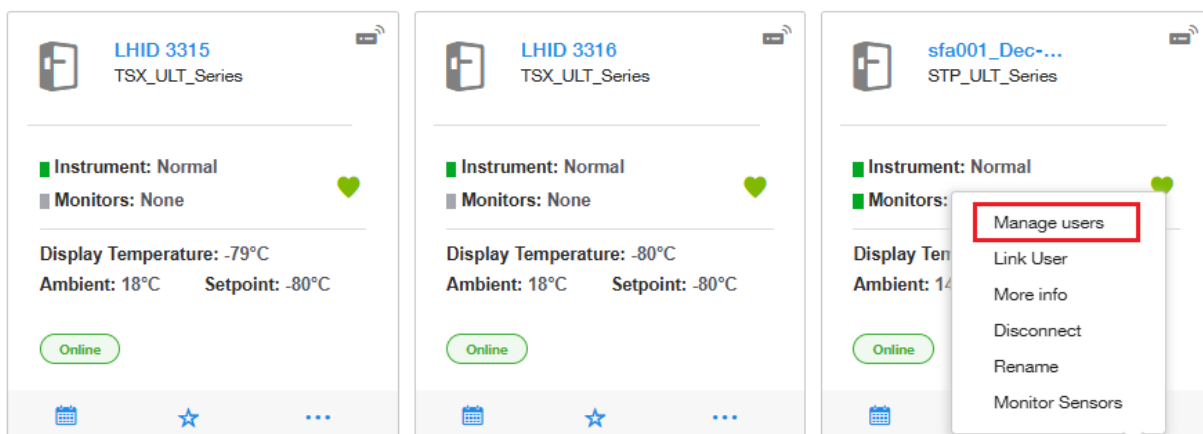 LHID 3315
TSX_ULT_Series
Instrument: Normal
Monitors: None
Display Temperature: -79°C
Ambient: 18°C Setpoint: -80°C
Online
LHID 3316
TSX_ULT_Series
Instrument: Normal
Monitors: None
Display Temperature: -80°C
Ambient: 18°C Setpoint: -80°C
Online
sfa001_Dec-...
STP_ULT_Series
Instrument: Normal
Monitors:
Display
Ambient:
Online
Manage users
Link User
More info
Disconnect
Rename
Monitor Sensors